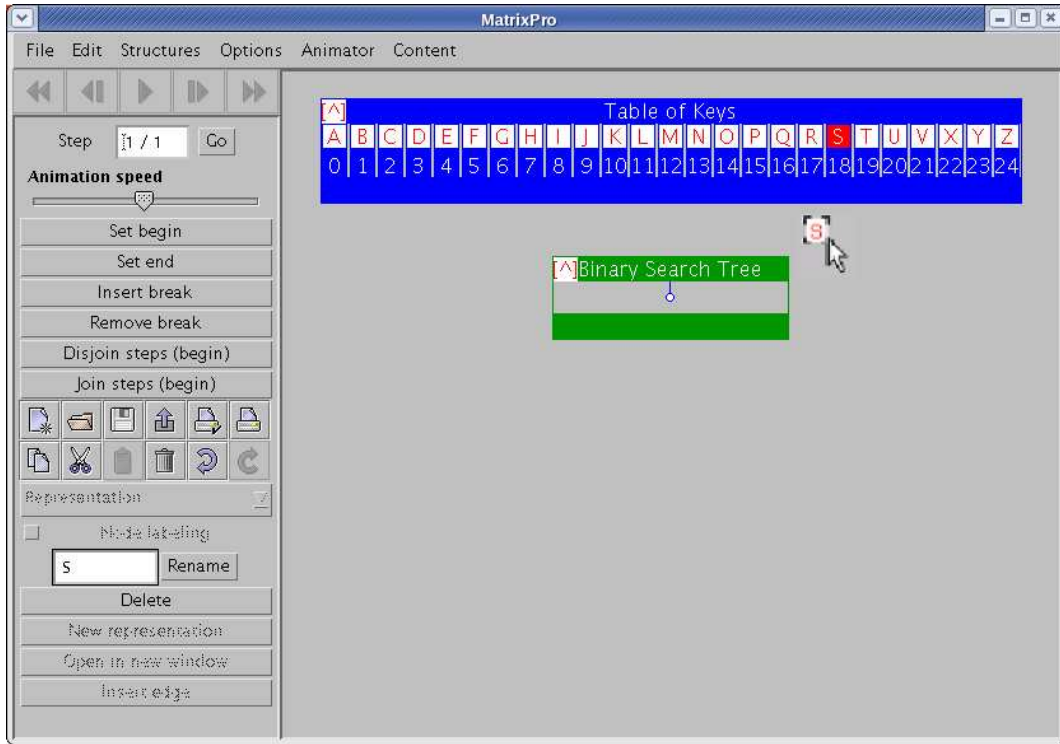 MatrixPro
File Edit Structures Options Animator Content
Step 1 / 1 Go
Animation speed
Set begin
Set end
Insert break
Remove break
Disjoin steps (begin)
Join steps (begin)
Representation
Node labeling
S Rename
Delete
New representation
Open in new window
Insert edge
[^] Table of Keys
A B C D E F G H I J K L M N O P Q R S T U V X Y Z
0 1 2 3 4 5 6 7 8 9 10 11 12 13 14 15 16 17 18 19 20 21 22 23 24
S
[^]Binary Search Tree